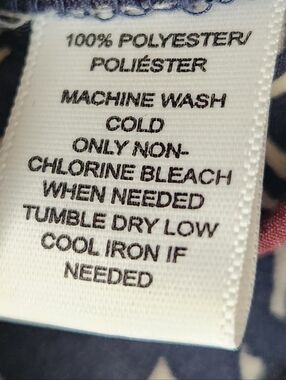 100% POLYESTER/
POLIÉSTER
MACHINE WASH
COLD
ONLY NON-
CHLORINE BLEACH
WHEN NEEDED
TUMBLE DRY LOW
COOL IRON IF
NEEDED